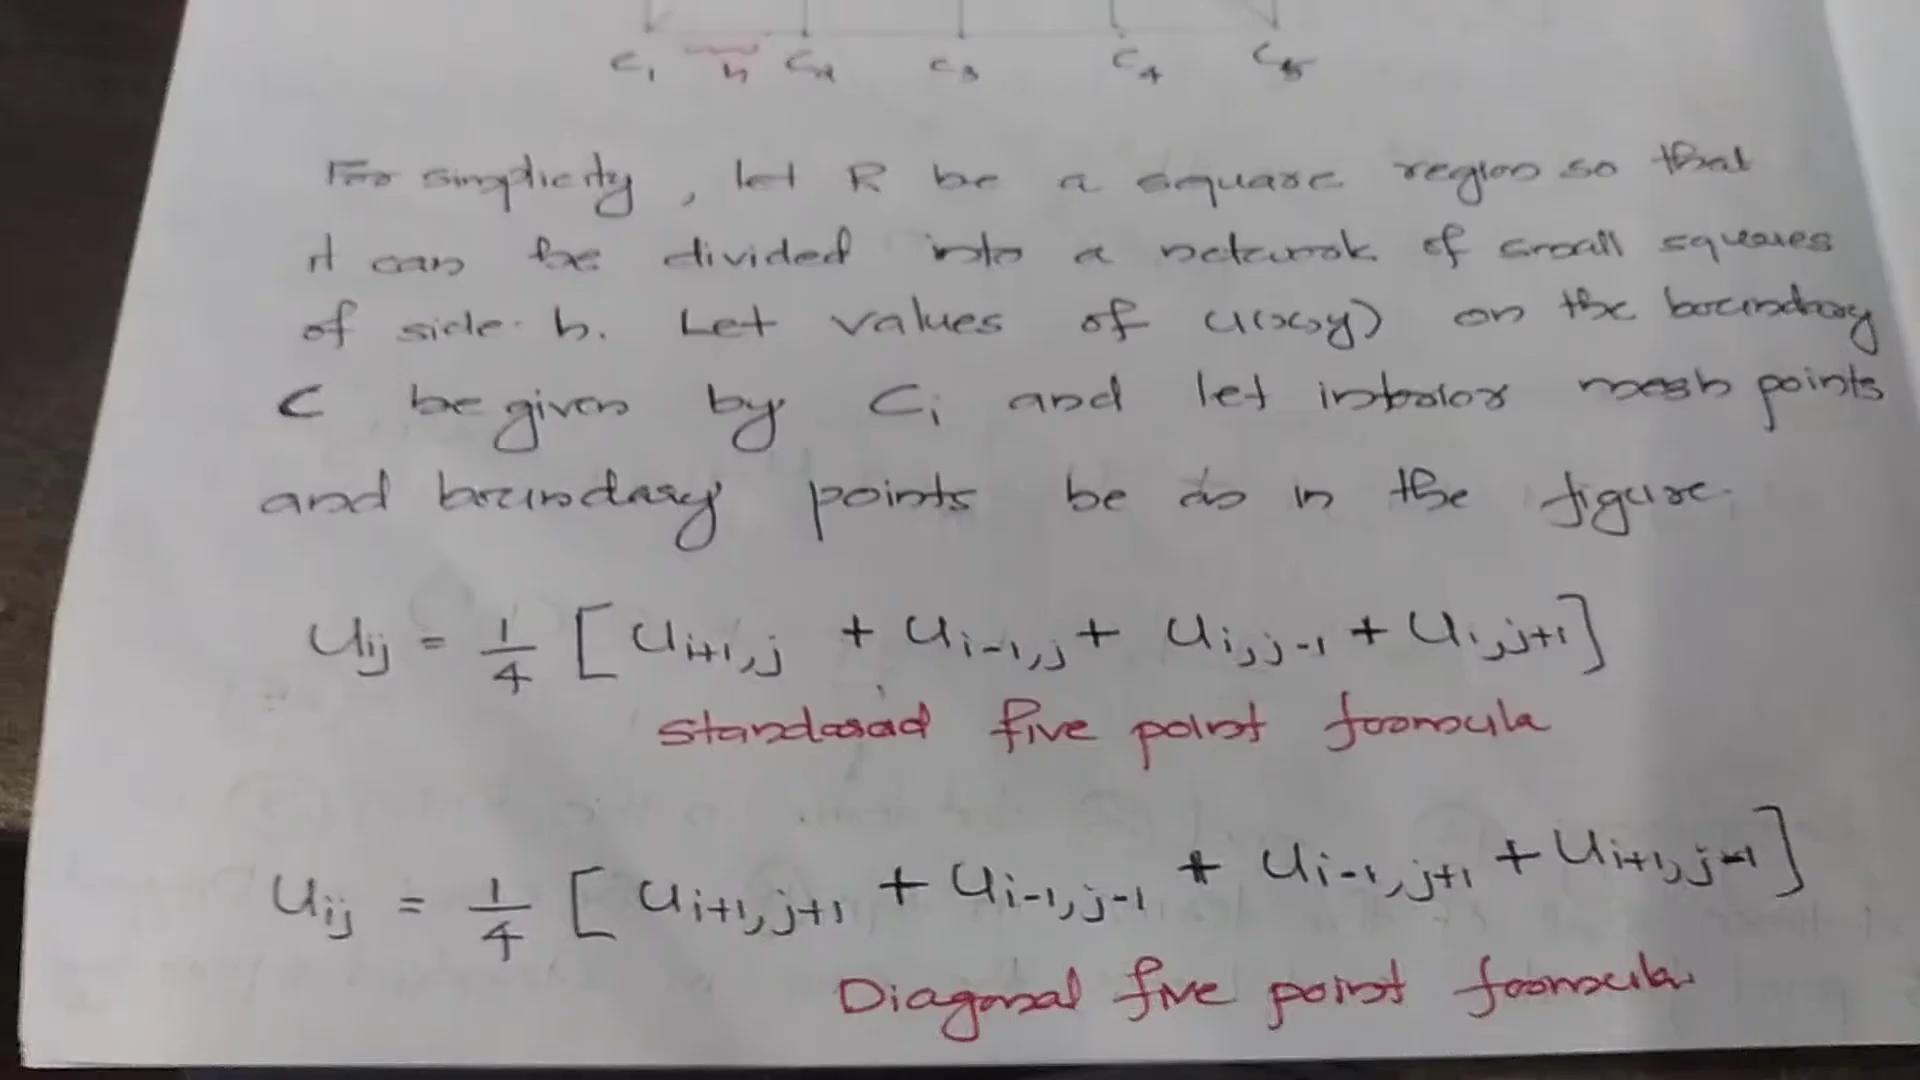 C₁ h C₂ C₃ C₄ C₅
For simplicity, let R be a square region so that
it can be divided into a network of small squares
of side h. Let values of u(x,y) on the boundary
C be given by Cᵢ and let interior mesh points
and boundary points be as in the figure.
uᵢⱼ = 1/4 [uᵢ₊₁,ⱼ + uᵢ₋₁,ⱼ + uᵢ,ⱼ₋₁ + uᵢ,ⱼ₊₁]
Standard five point formula
uᵢⱼ = 1/4 [uᵢ₊₁,ⱼ₊₁ + uᵢ₋₁,ⱼ₋₁ + uᵢ₋₁,ⱼ₊₁ + uᵢ₊₁,ⱼ₋₁]
Diagonal five point formula.